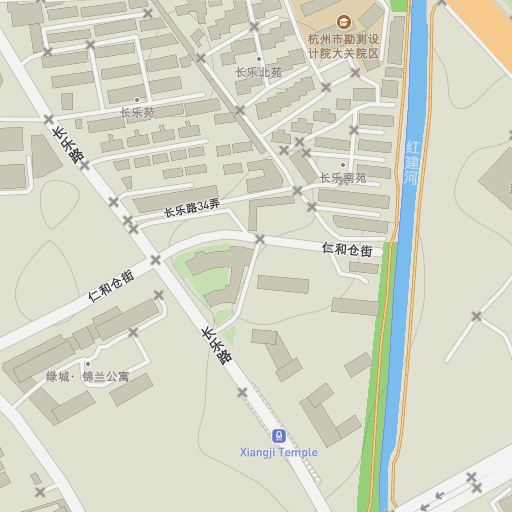 杭州市勘测设
计院大关院区
长乐北苑
长乐苑
长乐路
红建河
长乐南苑
长乐路34弄
仁和仓街
仁和仓街
长乐路
绿城·锦兰公寓
Xiangji Temple